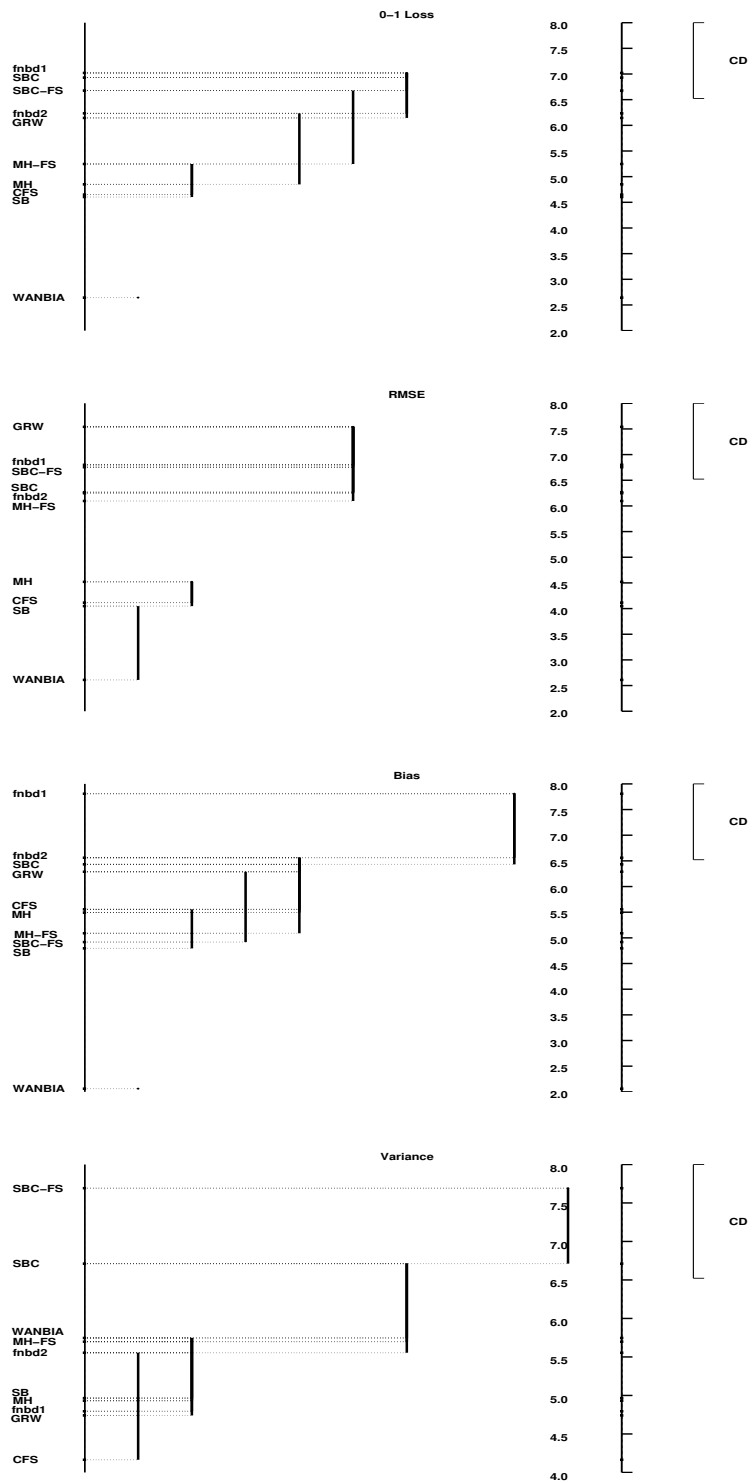 0−1 Loss
8.0
7.5
CD
fnbd1
7.0
SBC
SBC−FS
6.5
fnbd2
GRW
6.0
5.5
MH−FS
5.0
MH
CFS
SB
4.5
4.0
3.5
3.0
WANBIA
2.5
2.0
RMSE
8.0
GRW
7.5
CD
fnbd1
7.0
SBC−FS
SBC
6.5
fnbd2
MH−FS
6.0
5.5
5.0
MH
4.5
CFS
SB
4.0
3.5
3.0
WANBIA
2.5
2.0
Bias
8.0
fnbd1
7.5
CD
7.0
fnbd2
SBC
6.5
GRW
6.0
CFS
MH
5.5
MH−FS
5.0
SBC−FS
SB
4.5
4.0
3.5
3.0
2.5
WANBIA
2.0
Variance
8.0
SBC−FS
7.5
CD
7.0
SBC
6.5
6.0
WANBIA
MH−FS
fnbd2
5.5
SB
MH
5.0
fnbd1
GRW
4.5
CFS
4.0